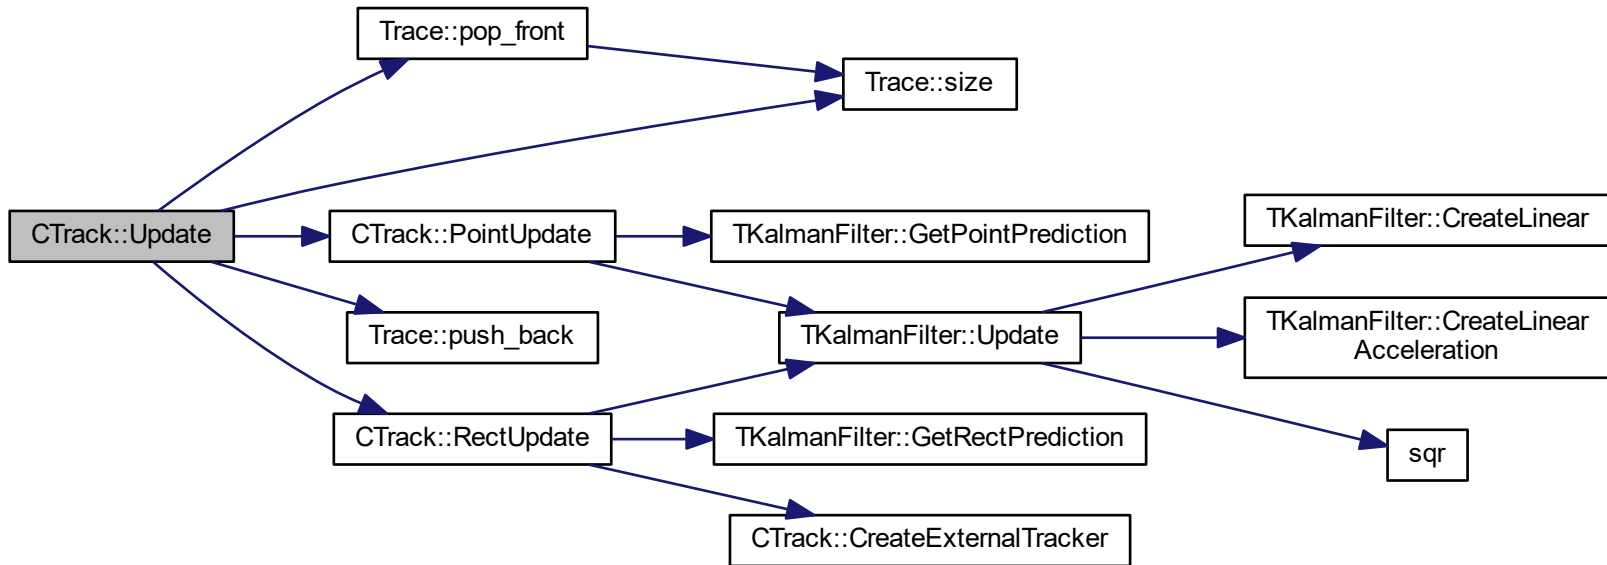 Trace::pop_front
Trace::size
CTrack::Update
CTrack::PointUpdate
TKalmanFilter::GetPointPrediction
TKalmanFilter::CreateLinear
Trace::push_back
TKalmanFilter::Update
TKalmanFilter::CreateLinear
Acceleration
CTrack::RectUpdate
TKalmanFilter::GetRectPrediction
sqr
CTrack::CreateExternalTracker